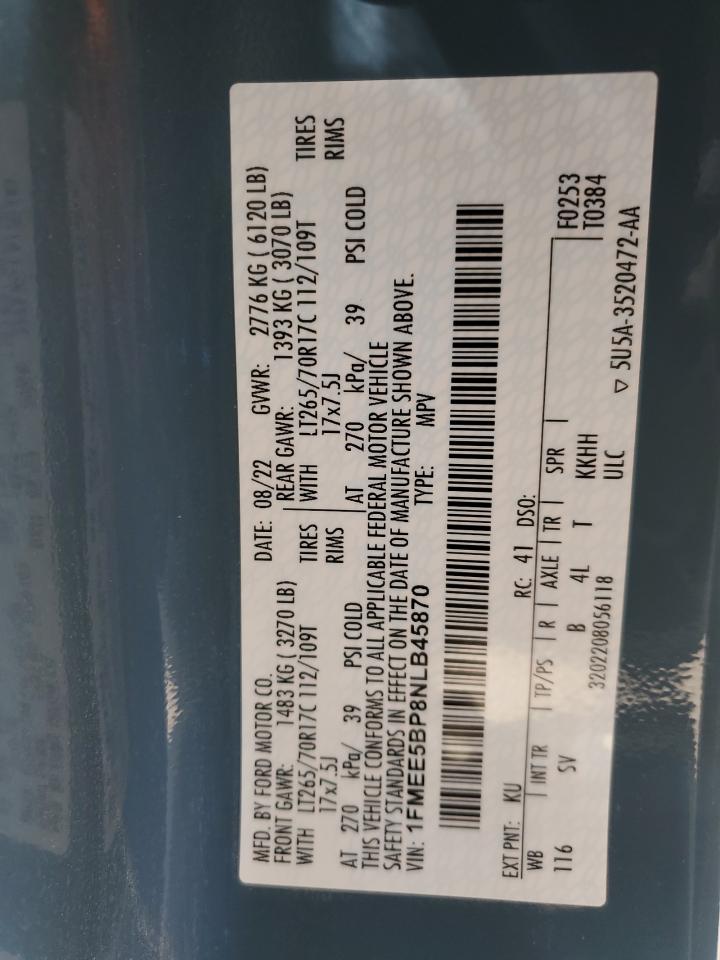 MFD. BY FORD MOTOR CO.
DATE: 08/22 GVWR: 2776 KG ( 6120 LB)
FRONT GAWR: 1483 KG ( 3270 LB)
REAR GAWR: 1393 KG ( 3070 LB)
WITH LT265/70R17C 112/109T TIRES
WITH LT265/70R17C 112/109T TIRES
17x7.5J RIMS
17x7.5J RIMS
AT 270 kPa/ 39 PSI COLD
AT 270 kPa/ 39 PSI COLD
THIS VEHICLE CONFORMS TO ALL APPLICABLE FEDERAL MOTOR VEHICLE
SAFETY STANDARDS IN EFFECT ON THE DATE OF MANUFACTURE SHOWN ABOVE.
VIN: 1FMEE5BP8NLB45870 TYPE: MPV
EXT PNT: KU RC: 41 DSO:
WB INT TR TP/PS R AXLE TR SPR F0253
116 SV B 4L T KKHH T0384
3202208056118 ULC
▽ 5U5A-3520472-AA